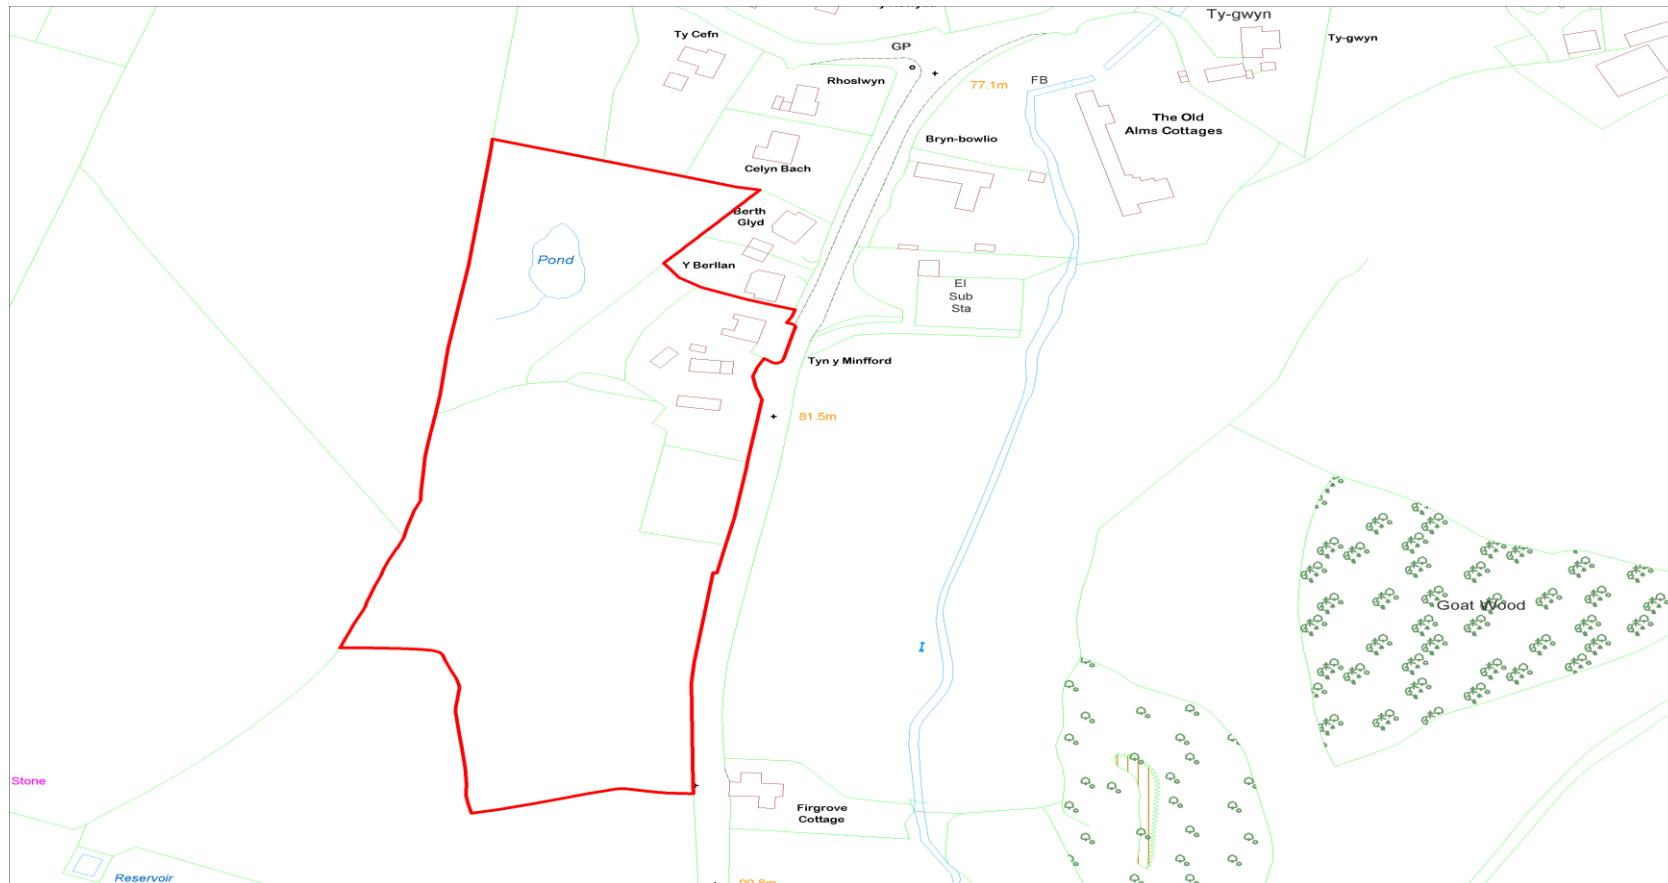 Ty-gwyn
Ty Cefn
Ty-gwyn
GP
Rhoslwyn
77.1m
FB
The Old
Alms Cottages
Bryn-bowlio
Celyn Bach
Berth
Glyd
Pond
Y Berllan
El
Sub
Sta
Tyn y Minfford
81.5m
Goat Wood
Stone
Firgrove
Cottage
Reservoir